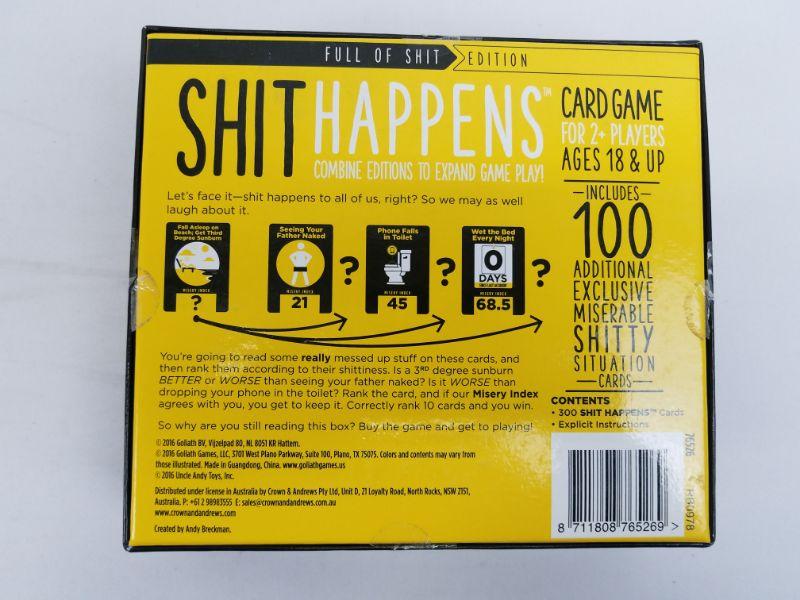 FULL OF SHIT EDITION
SHIT HAPPENS™
COMBINE EDITIONS TO EXPAND GAME PLAY!
CARD GAME
FOR 2+ PLAYERS
AGES 18 & UP
—INCLUDES—
100
ADDITIONAL
EXCLUSIVE
MISERABLE
SHITTY
SITUATION
—CARDS—
Let's face it—shit happens to all of us, right? So we may as well
laugh about it.
Fall Asleep on
Beach; Get Third
Degree Sunburn
MISERY INDEX
?
Seeing Your
Father Naked
MISERY INDEX
21
?
Phone Falls
in Toilet
MISERY INDEX
45
?
Wet the Bed
Every Night
0
DAYS
MISERY INDEX
68.5
?
You're going to read some really messed up stuff on these cards, and
then rank them according to their shittiness. Is a 3RD degree sunburn
BETTER or WORSE than seeing your father naked? Is it WORSE than
dropping your phone in the toilet? Rank the card, and if our Misery Index
agrees with you, you get to keep it. Correctly rank 10 cards and you win.
So why are you still reading this box? Buy the game and get to playing!
CONTENTS
• 300 SHIT HAPPENS™ Cards
• Explicit Instructions
© 2016 Goliath BV, Vijzelpad 80, NL 8051 KR Hattem.
© 2016 Goliath Games, LLC, 3701 West Plano Parkway, Suite 100, Plano, TX 75075. Colors and contents may vary from
those illustrated. Made in Guangdong, China. www.goliathgames.us
© 2016 Uncle Andy Toys, Inc.
Distributed under license in Australia by Crown & Andrews Pty Ltd, Unit D, 21 Loyalty Road, North Rocks, NSW 2151,
Australia. P: +61 2 98983555 E: sales@crownandandrews.com.au
www.crownandandrews.com
Created by Andy Breckman.
8 711808 765269 >
76526